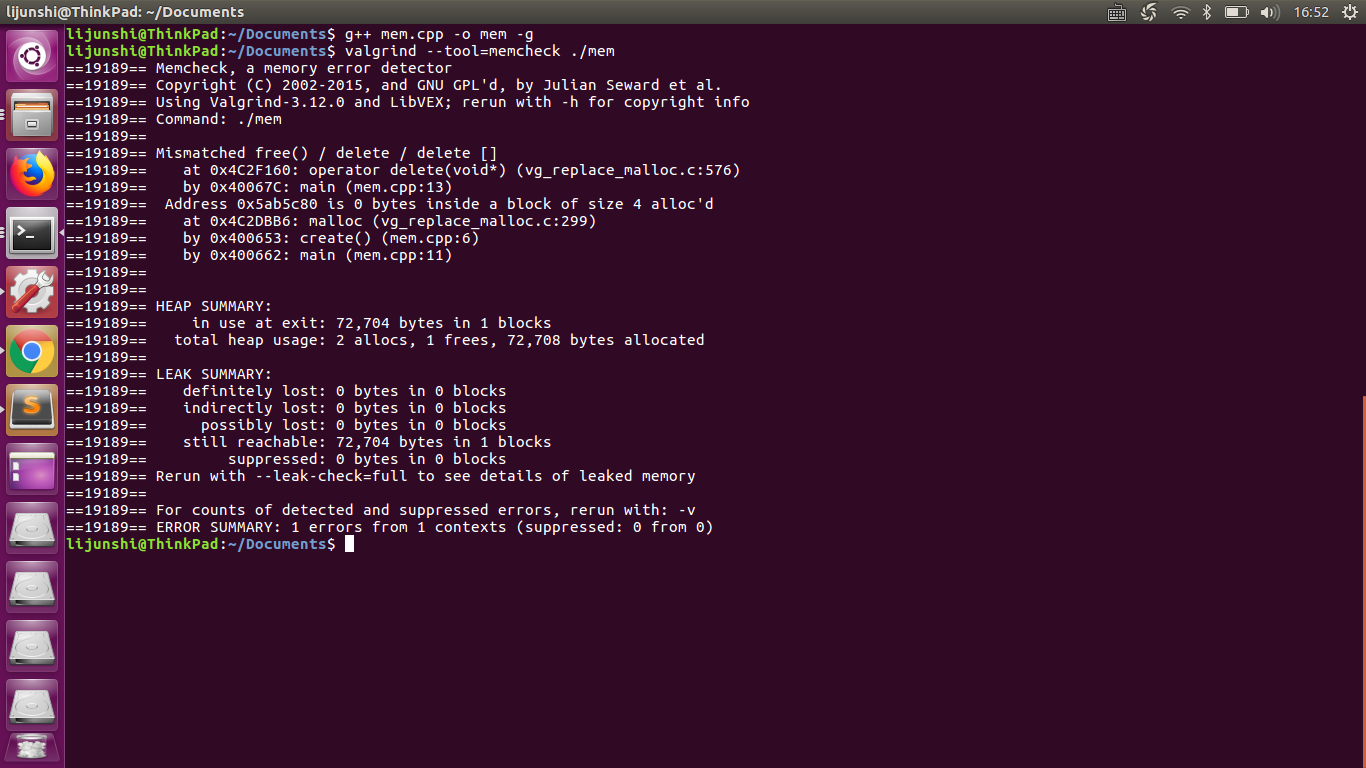 lijunshi@ThinkPad: ~/Documents 16:52
lijunshi@ThinkPad:~/Documents$ g++ mem.cpp -o mem -g
lijunshi@ThinkPad:~/Documents$ valgrind --tool=memcheck ./mem
==19189== Memcheck, a memory error detector
==19189== Copyright (C) 2002-2015, and GNU GPL'd, by Julian Seward et al.
==19189== Using Valgrind-3.12.0 and LibVEX; rerun with -h for copyright info
==19189== Command: ./mem
==19189==
==19189== Mismatched free() / delete / delete []
==19189==    at 0x4C2F160: operator delete(void*) (vg_replace_malloc.c:576)
==19189==    by 0x40067C: main (mem.cpp:13)
==19189==  Address 0x5ab5c80 is 0 bytes inside a block of size 4 alloc'd
==19189==    at 0x4C2DBB6: malloc (vg_replace_malloc.c:299)
==19189==    by 0x400653: create() (mem.cpp:6)
==19189==    by 0x400662: main (mem.cpp:11)
==19189==
==19189==
==19189== HEAP SUMMARY:
==19189==     in use at exit: 72,704 bytes in 1 blocks
==19189==   total heap usage: 2 allocs, 1 frees, 72,708 bytes allocated
==19189==
==19189== LEAK SUMMARY:
==19189==    definitely lost: 0 bytes in 0 blocks
==19189==    indirectly lost: 0 bytes in 0 blocks
==19189==      possibly lost: 0 bytes in 0 blocks
==19189==    still reachable: 72,704 bytes in 1 blocks
==19189==         suppressed: 0 bytes in 0 blocks
==19189== Rerun with --leak-check=full to see details of leaked memory
==19189==
==19189== For counts of detected and suppressed errors, rerun with: -v
==19189== ERROR SUMMARY: 1 errors from 1 contexts (suppressed: 0 from 0)
lijunshi@ThinkPad:~/Documents$